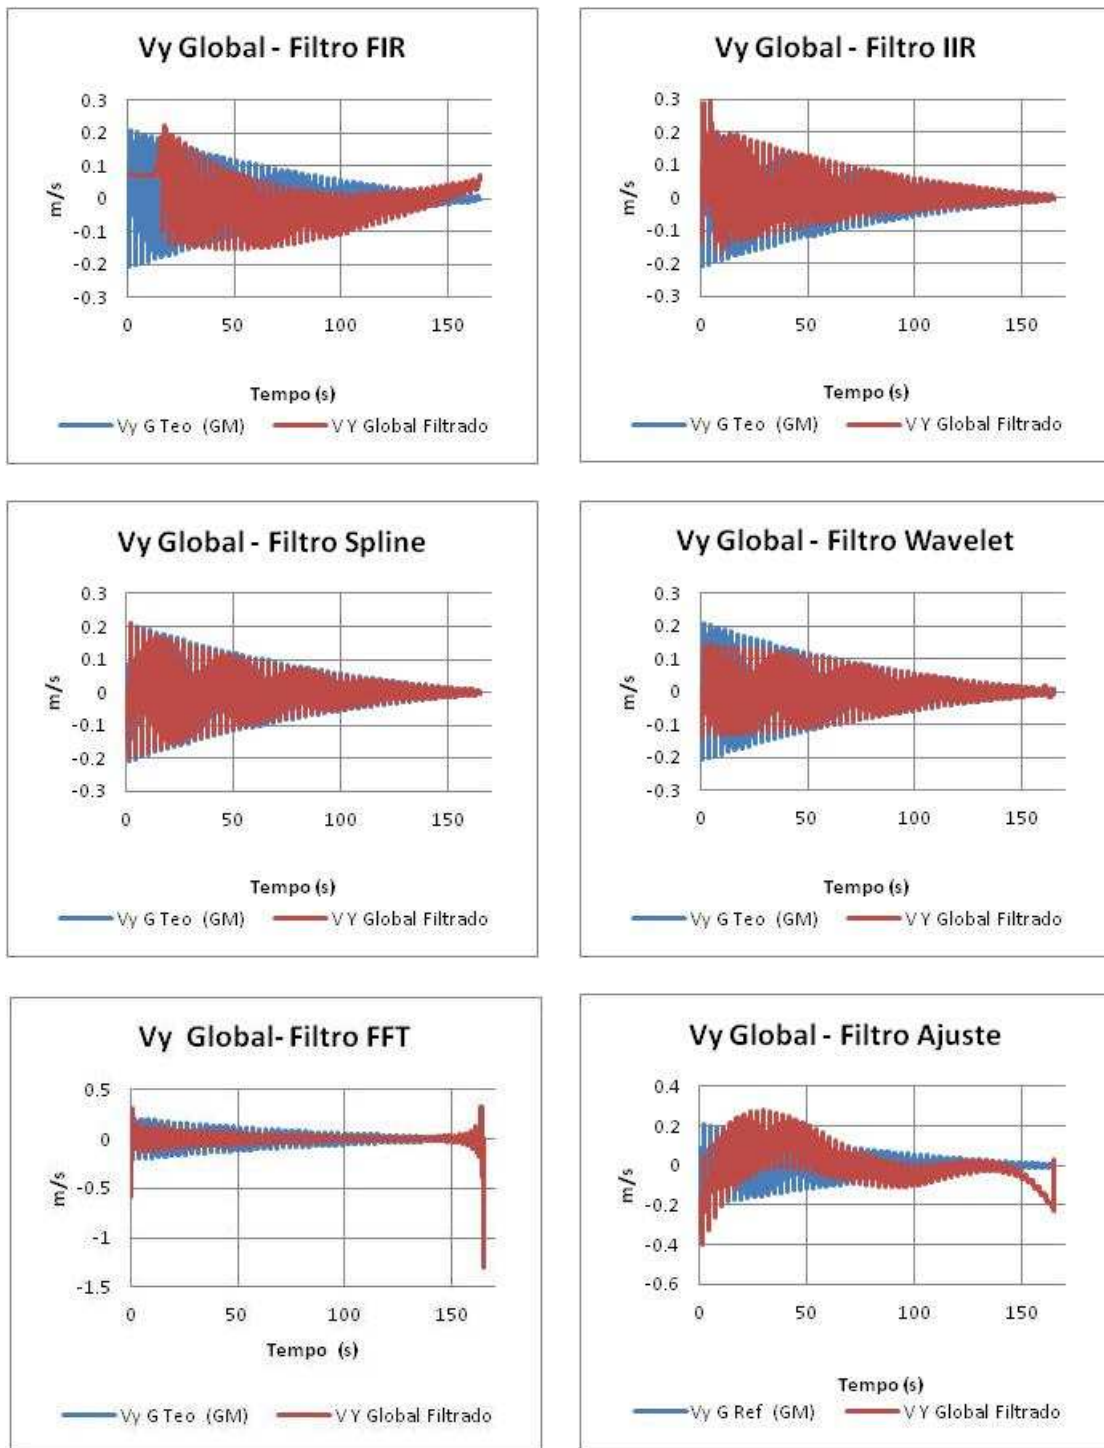 Vy Global - Filtro FIR
0.3
0.2
0.1
0
-0.1
-0.2
-0.3
m/s
0 50 100 150
Tempo (s)
Vy G Teo (GM) V Y Global Filtrado
Vy Global - Filtro IIR
0.3
0.2
0.1
0
-0.1
-0.2
-0.3
m/s
0 50 100 150
Tempo (s)
Vy G Teo (GM) V Y Global Filtrado
Vy Global - Filtro Spline
0.3
0.2
0.1
0
-0.1
-0.2
-0.3
m/s
0 50 100 150
Tempo (s)
Vy G Teo (GM) V Y Global Filtrado
Vy Global - Filtro Wavelet
0.3
0.2
0.1
0
-0.1
-0.2
-0.3
m/s
0 50 100 150
Tempo (s)
Vy G Teo (GM) V Y Global Filtrado
Vy Global- Filtro FFT
0.5
0
-0.5
-1
-1.5
m/s
0 50 100 150
Tempo (s)
Vy G Teo (GM) V Y Global Filtrado
Vy Global - Filtro Ajuste
0.4
0.2
0
-0.2
-0.4
-0.6
m/s
0 50 100 150
Tempo (s)
Vy G Ref (GM) V Y Global Filtrado